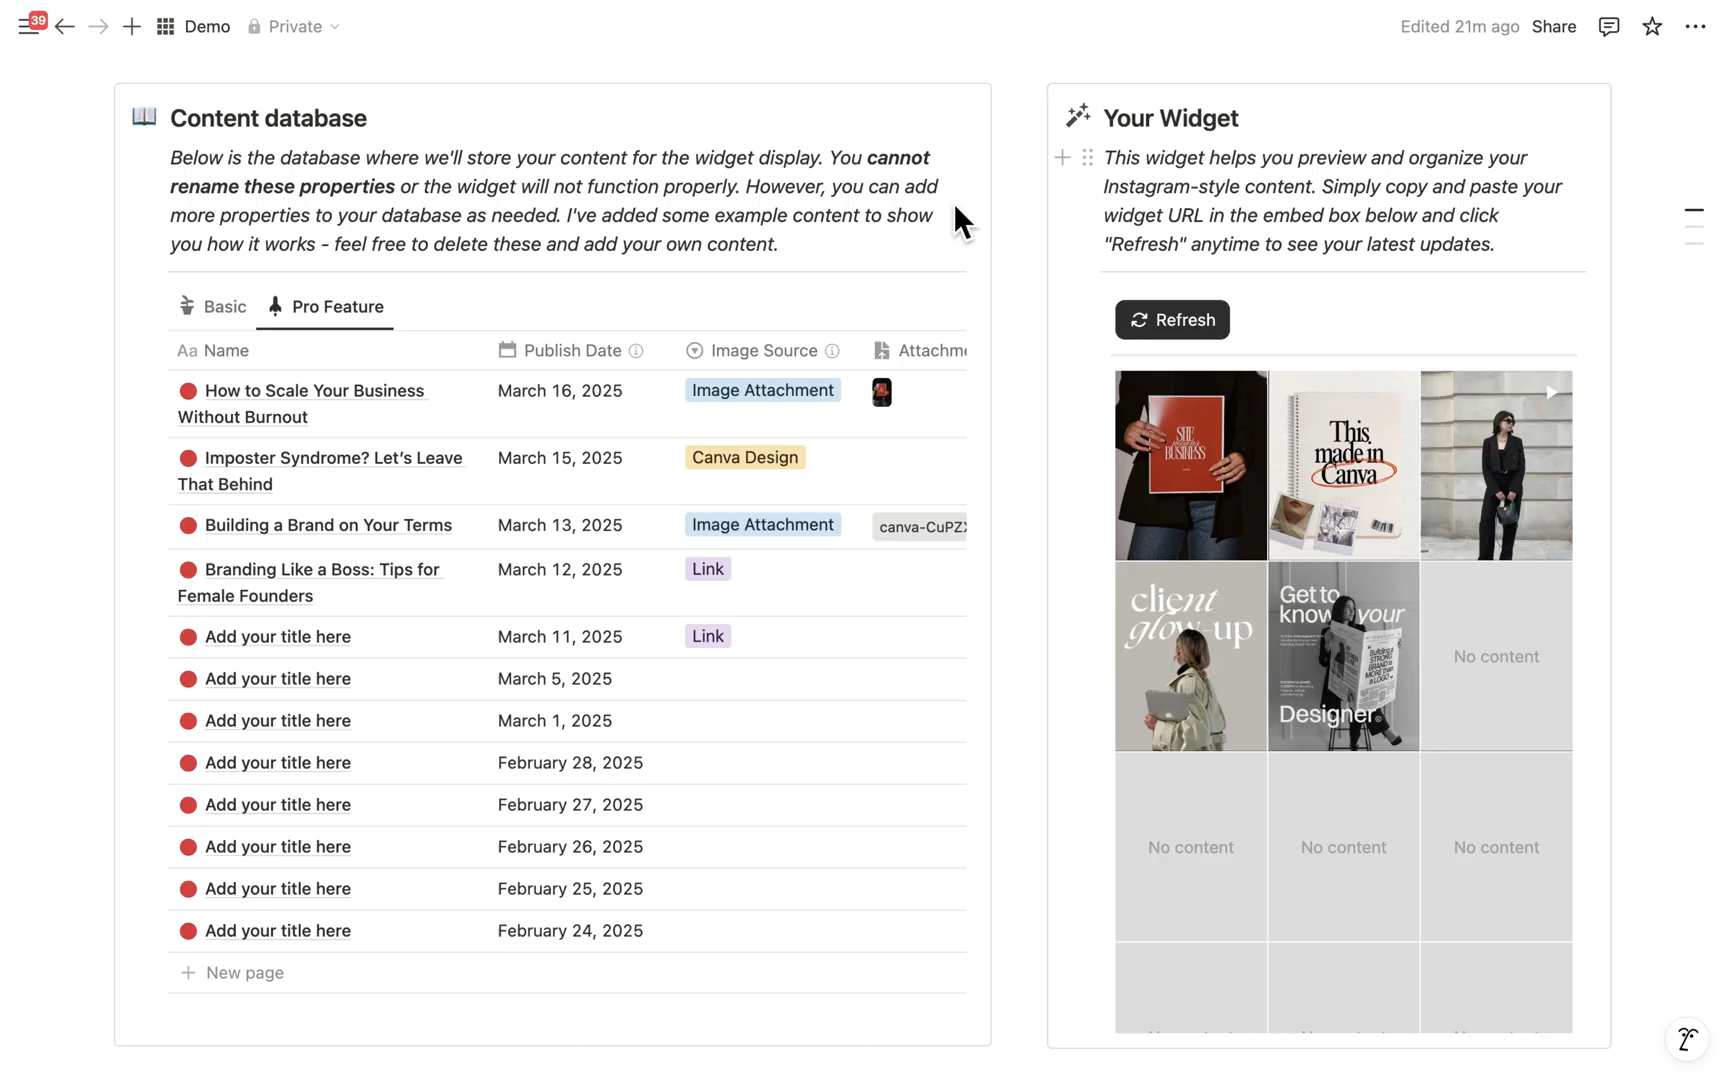 39
Demo
Private
Edited 21m ago
Share
Content database
Below is the database where we'll store your content for the widget display. You cannot
rename these properties or the widget will not function properly. However, you can add
more properties to your database as needed. I've added some example content to show
you how it works - feel free to delete these and add your own content.
Basic
Pro Feature
Aa Name
Publish Date
Image Source
Attachme
How to Scale Your Business
Without Burnout
March 16, 2025
Image Attachment
Imposter Syndrome? Let's Leave
That Behind
March 15, 2025
Canva Design
Building a Brand on Your Terms
March 13, 2025
Image Attachment
canva-CuPZX
Branding Like a Boss: Tips for
Female Founders
March 12, 2025
Link
Add your title here
March 11, 2025
Link
Add your title here
March 5, 2025
Add your title here
March 1, 2025
Add your title here
February 28, 2025
Add your title here
February 27, 2025
Add your title here
February 26, 2025
Add your title here
February 25, 2025
Add your title here
February 24, 2025
New page
Your Widget
This widget helps you preview and organize your
Instagram-style content. Simply copy and paste your
widget URL in the embed box below and click
"Refresh" anytime to see your latest updates.
Refresh
SHE
means
BUSINESS
This
made in
Canva
client
glow-up
Get to
know your
Building a
STRONG
BRAND IS
MORE THAN
a LOGO
Designer
No content
No content
No content
No content